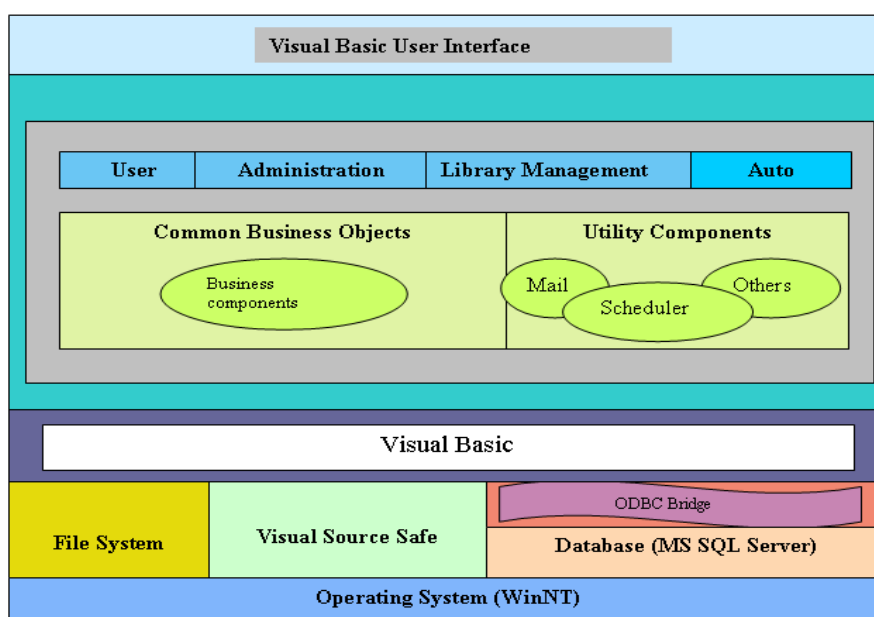 Visual Basic User Interface
User
Administration
Library Management
Auto
Common Business Objects
Utility Components
Business
components
Mail
Others
Scheduler
Visual Basic
ODBC Bridge
File System
Visual Source Safe
Database (MS SQL Server)
Operating System (WinNT)